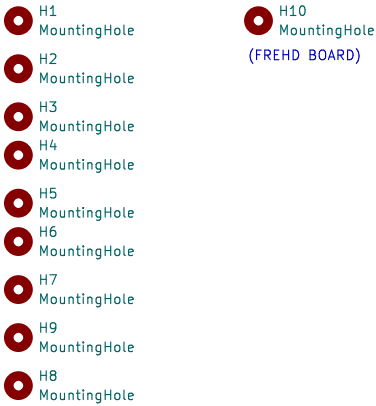 H1
MountingHole
H2
MountingHole
H3
MountingHole
H4
MountingHole
H5
MountingHole
H6
MountingHole
H7
MountingHole
H9
MountingHole
H8
MountingHole
H10
MountingHole
(FREHD BOARD)